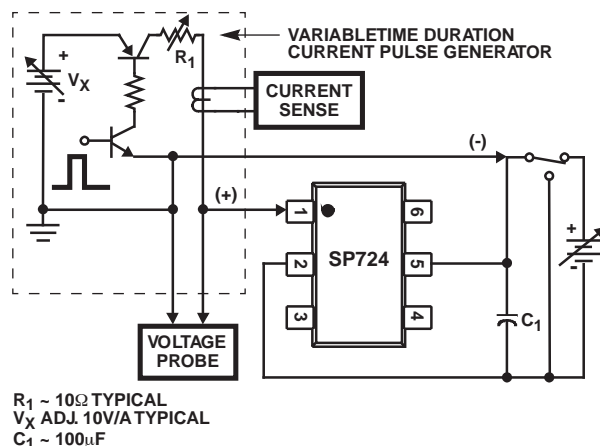 VARIABLETIME DURATION
CURRENT PULSE GENERATOR
+
R1
VX
-
CURRENT
SENSE
(-)
(+)
1
6
+
SP724
2
5
-
3
4
C1
VOLTAGE
PROBE
R1 ~ 10Ω TYPICAL
VX ADJ. 10V/A TYPICAL
C1 ~ 100µF